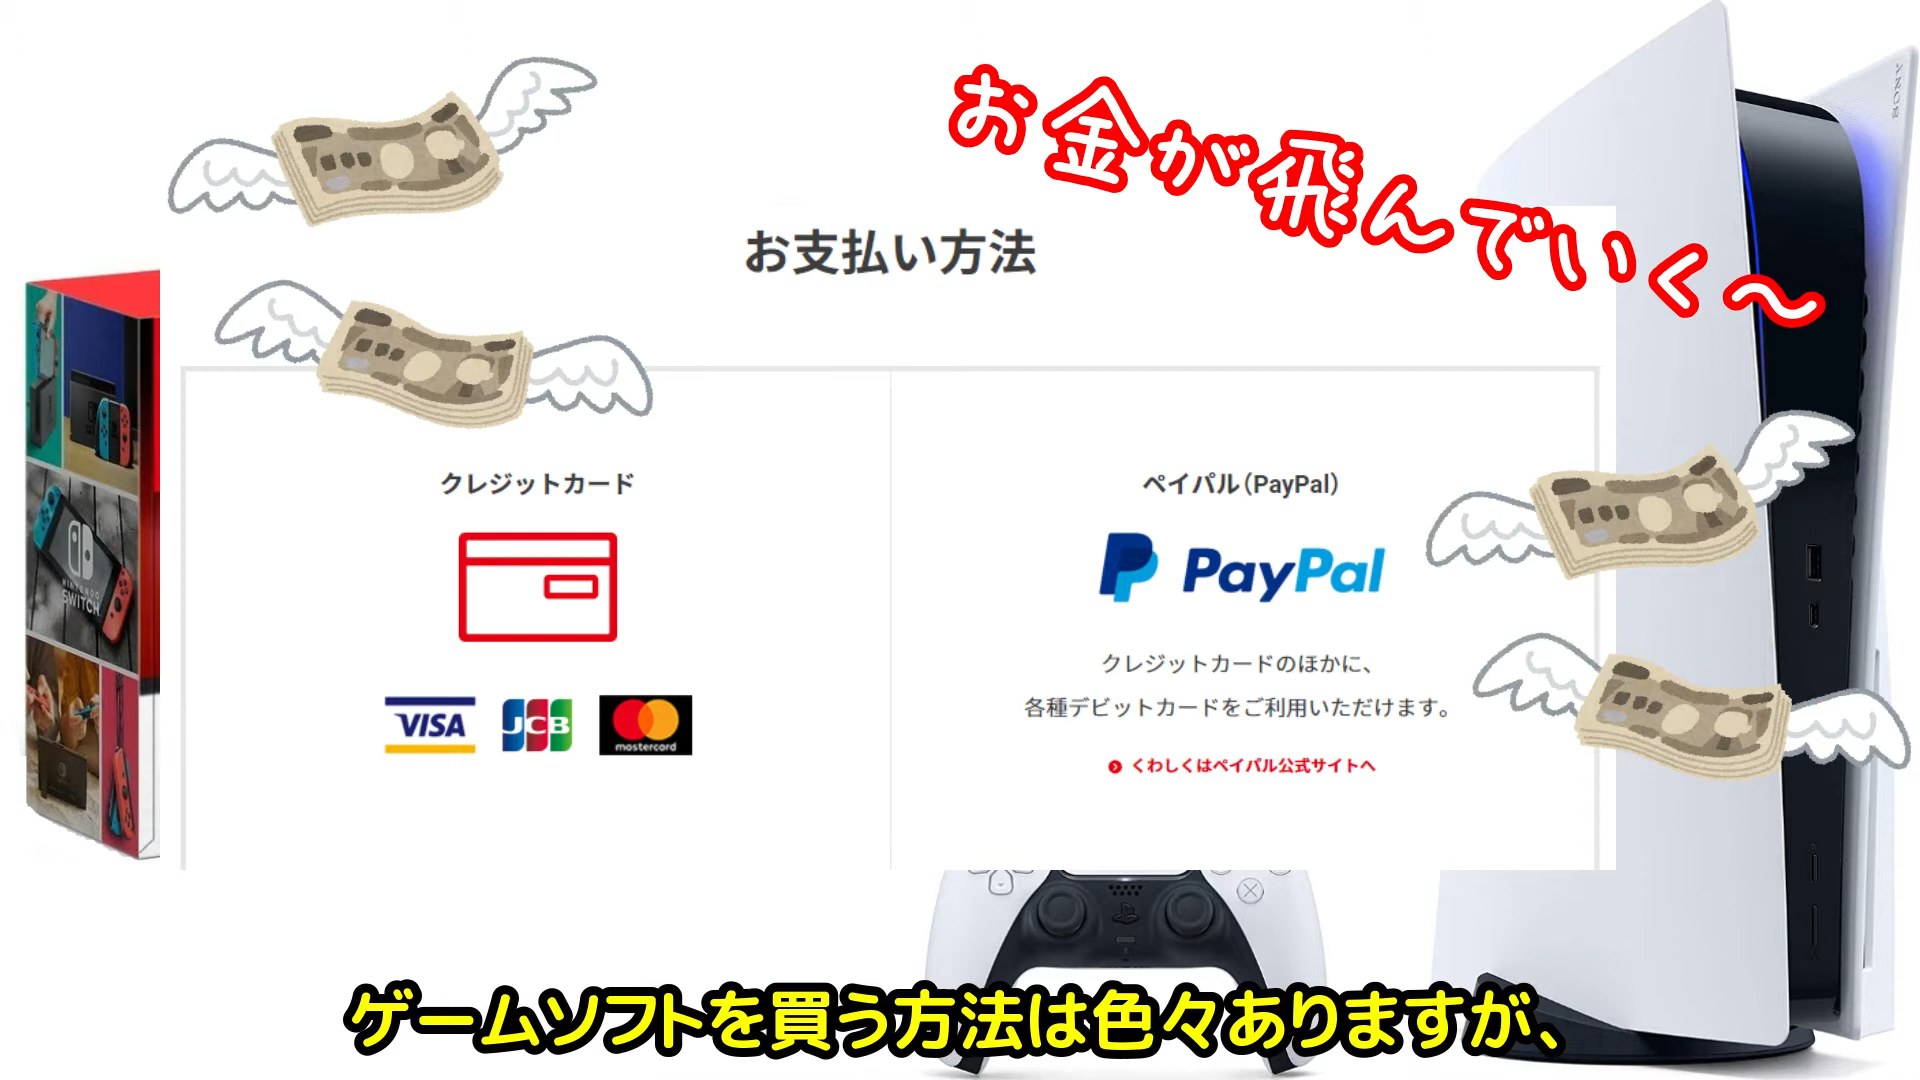 お金が飛んでいく～
SONY
お支払い方法
クレジットカード
VISA
JCB
mastercard
ペイパル（PayPal）
PayPal
クレジットカードのほかに、
各種デビットカードをご利用いただけます。
くわしくはペイパル公式サイトへ
NINTENDO
SWITCH
ゲームソフトを買う方法は色々ありますが、